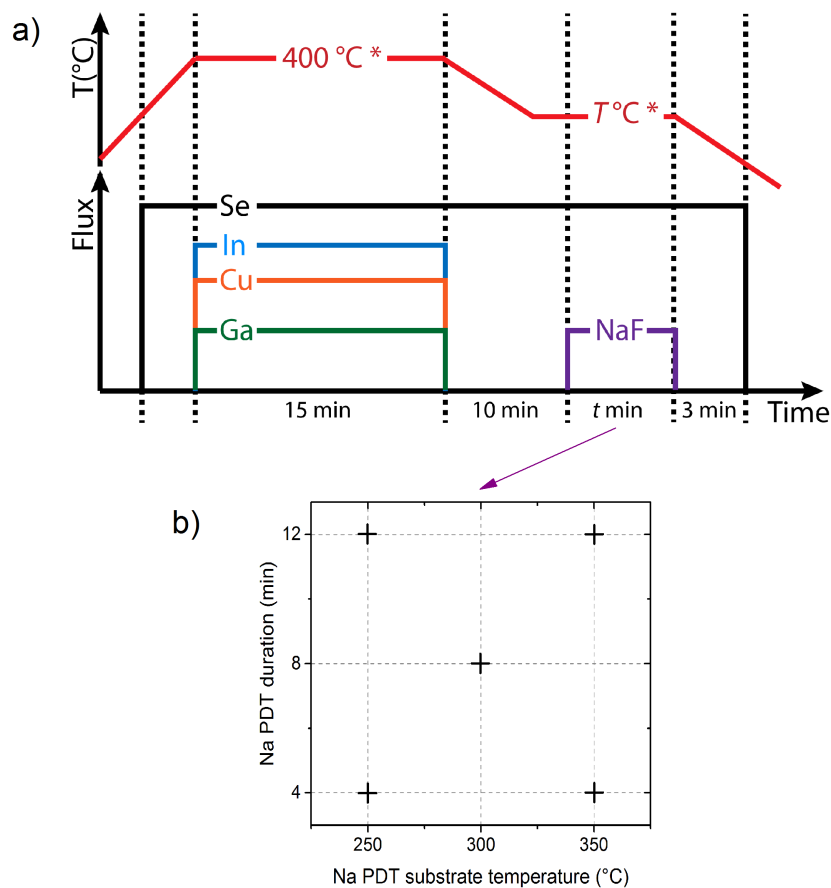 a)
T(°C)
400 °C *
T °C *
Flux
Se
In
Cu
Ga
NaF
15 min
10 min
t min
3 min
Time
b)
Na PDT duration (min)
12
8
4
250
300
350
Na PDT substrate temperature (°C)